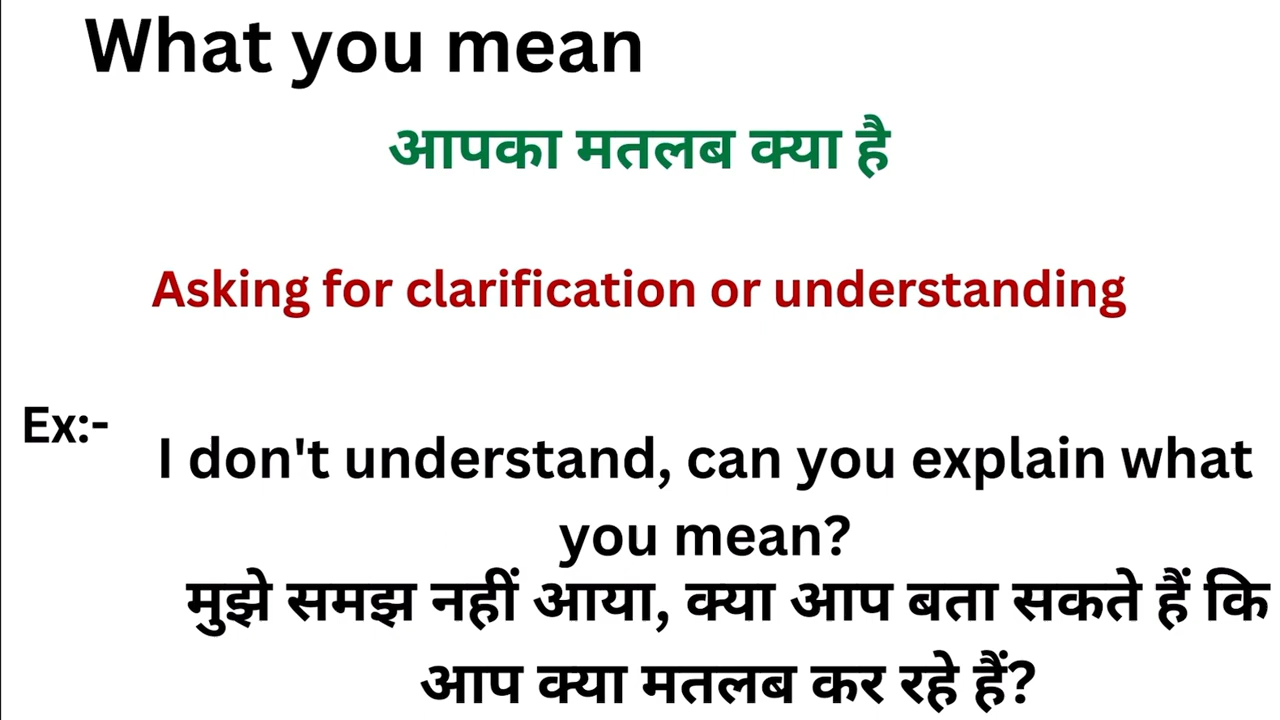 What you mean
आपका मतलब क्या है
Asking for clarification or understanding
Ex:-
I don't understand, can you explain what
you mean?
मुझे समझ नहीं आया, क्या आप बता सकते हैं कि
आप क्या मतलब कर रहे हैं?